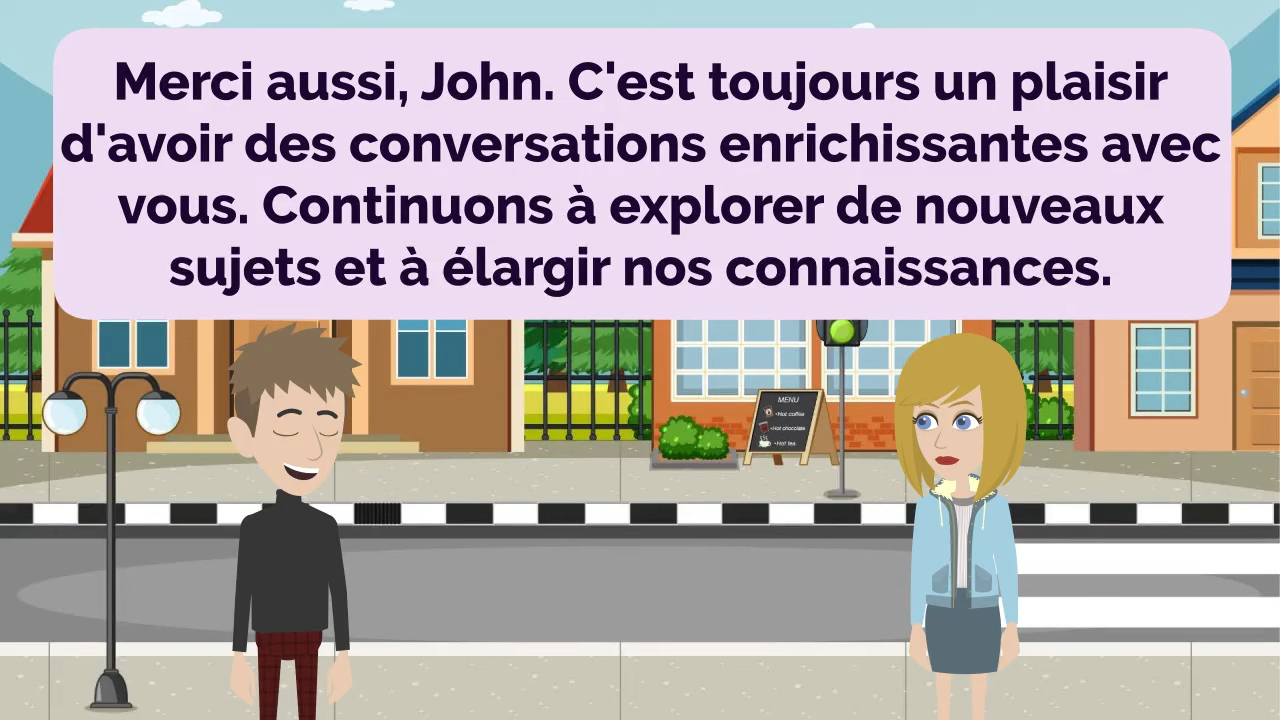 Merci aussi, John. C'est toujours un plaisir
d'avoir des conversations enrichissantes avec
vous. Continuons à explorer de nouveaux
sujets et à élargir nos connaissances.
MENU
•Hot coffee
•Hot chocolate
•Hot tea